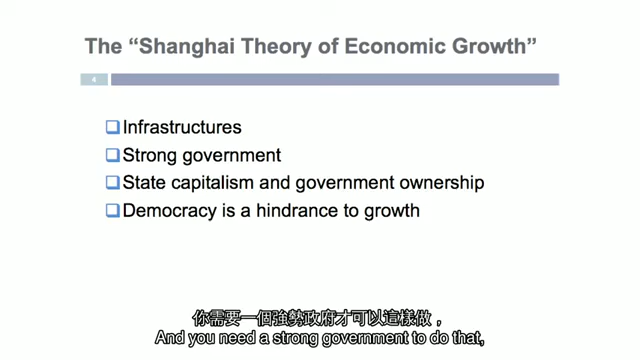 The "Shanghai Theory of Economic Growth"
4
Infrastructures
Strong government
State capitalism and government ownership
Democracy is a hindrance to growth
你需要一個強勢政府才可以這樣做，
And you need a strong government to do that,